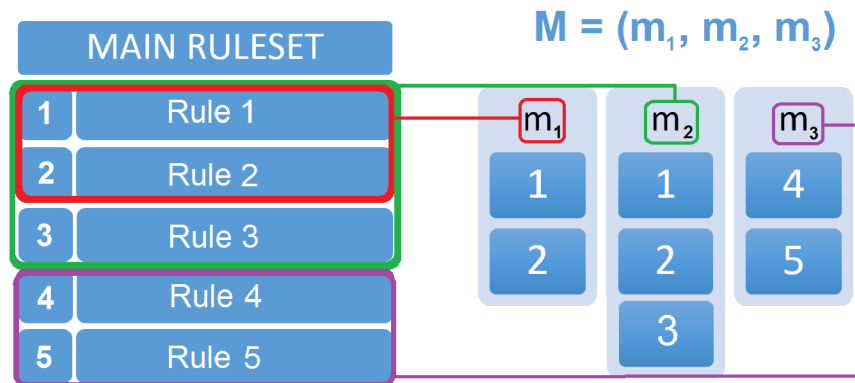 MAIN RULESET
M = (m₁, m₂, m₃)
1 Rule 1
2 Rule 2
3 Rule 3
4 Rule 4
5 Rule 5
m₁
1
2
m₂
1
2
3
m₃
4
5